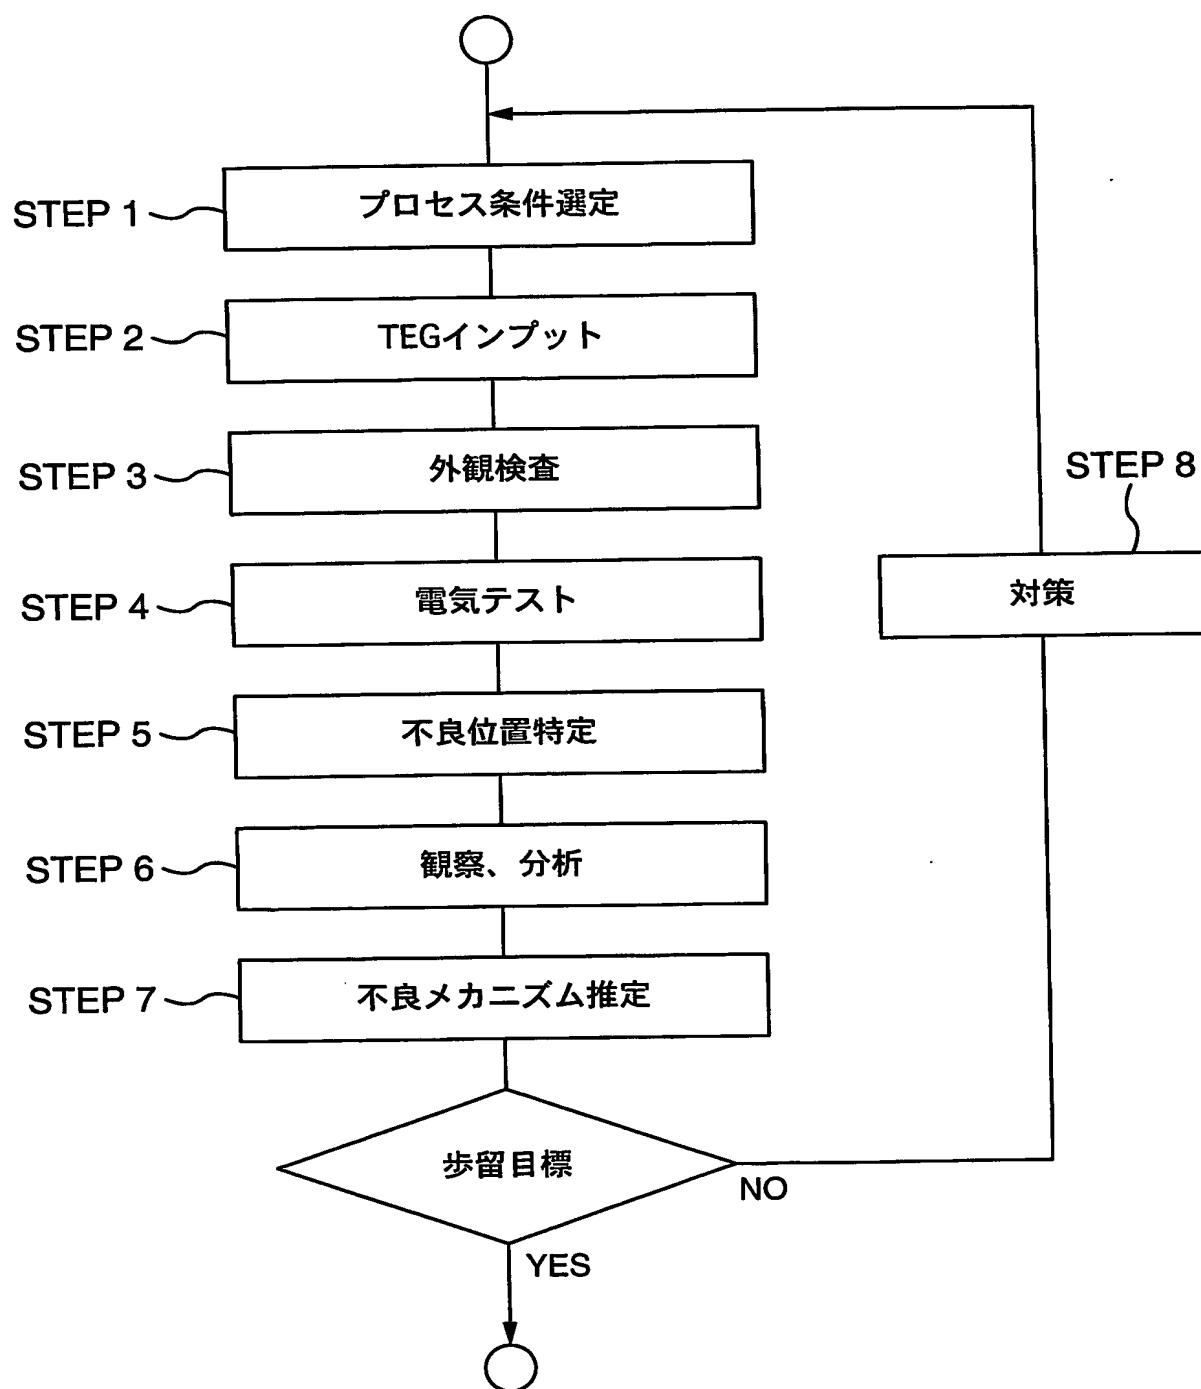 STEP 1
プロセス条件選定
STEP 2
TEGインプット
STEP 3
外観検査
STEP 4
電気テスト
STEP 5
不良位置特定
STEP 6
観察、分析
STEP 7
不良メカニズム推定
STEP 8
対策
歩留目標
NO
YES